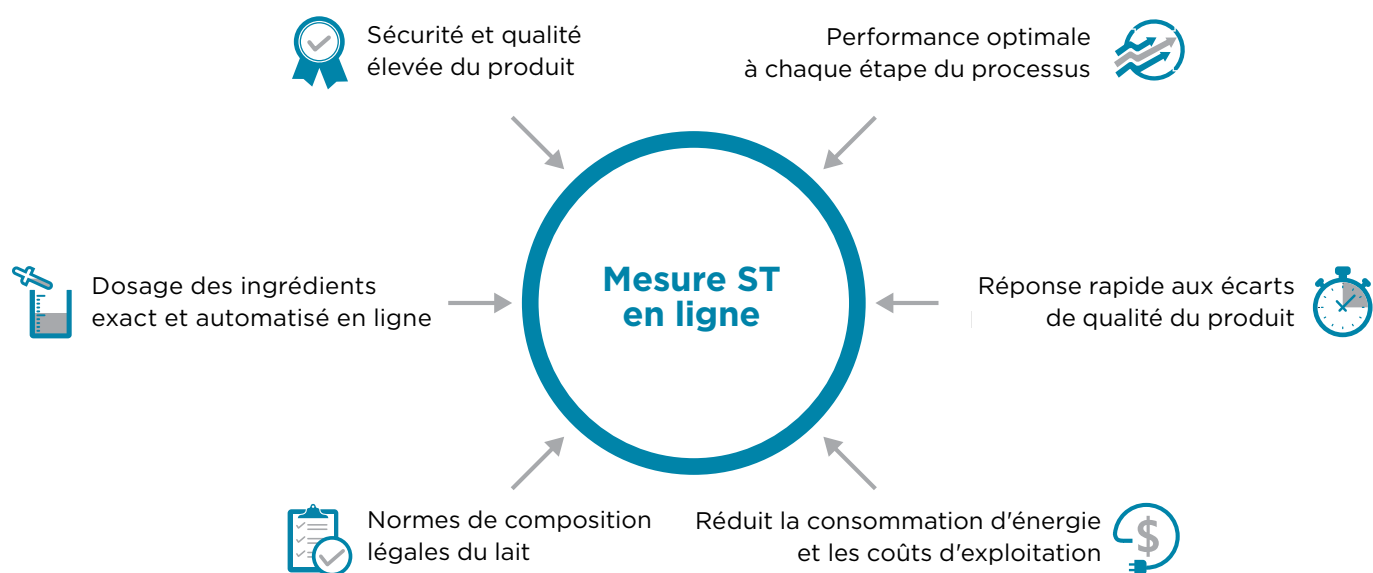 Sécurité et qualité
élevée du produit
Performance optimale
à chaque étape du processus
Dosage des ingrédients
exact et automatisé en ligne
Mesure ST
en ligne
Réponse rapide aux écarts
de qualité du produit
Normes de composition
légales du lait
Réduit la consommation d'énergie
et les coûts d'exploitation
$